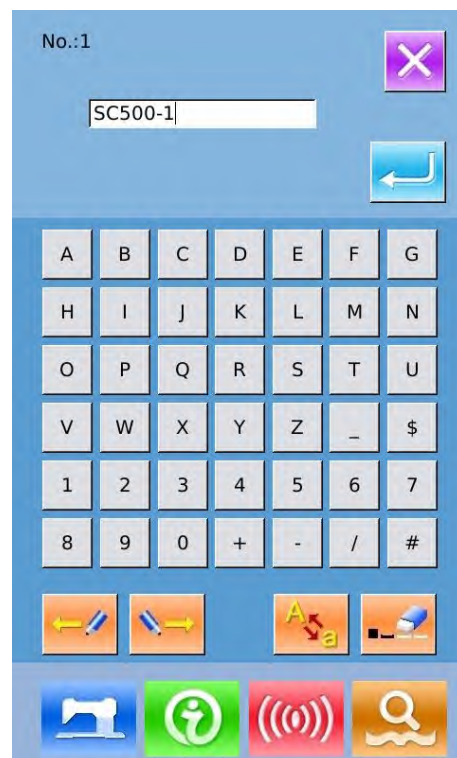 No.:1
SC500-1
A B C D E F G
H I J K L M N
O P Q R S T U
V W X Y Z _ $
1 2 3 4 5 6 7
8 9 0 + - / #
A a